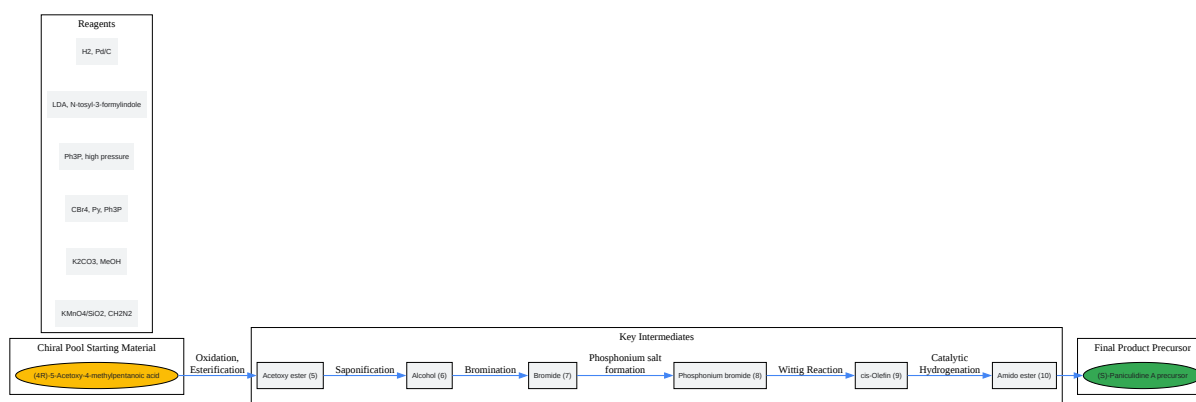 Reagents
H2, Pd/C
LDA, N-tosyl-3-formylindole
Ph3P, high pressure
CBr4, Py, Ph3P
K2CO3, MeOH
KMnO4/SiO2, CH2N2
Chiral Pool Starting Material
(4R)-5-Acetoxy-4-methylpentanoic acid
Oxidation,
Esterification
Key Intermediates
Acetoxy ester (5)
Saponification
Alcohol (6)
Bromination
Bromide (7)
Phosphonium salt
formation
Phosphonium bromide (8)
Wittig Reaction
cis-Olefin (9)
Catalytic
Hydrogenation
Amido ester (10)
Final Product Precursor
(S)-Paniculidine A precursor